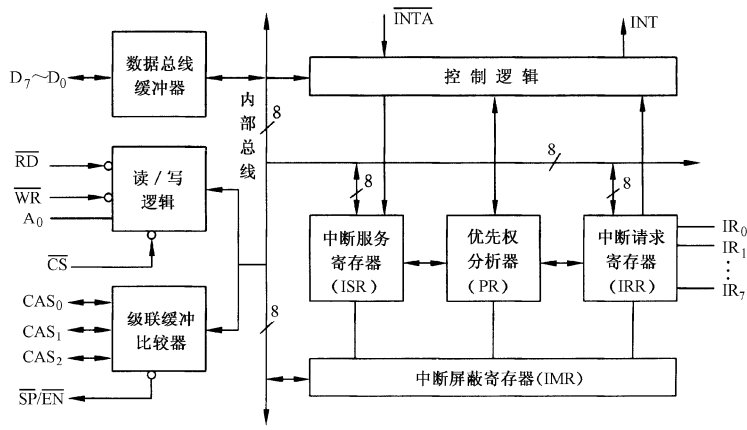 INTA
INT
数据总线
缓冲器
D7～D0
控制逻辑
内部总线
8
8
8
8
8
RD
WR
A0
CS
读/写
逻辑
中断服务
寄存器
(ISR)
优先权
分析器
(PR)
中断请求
寄存器
(IRR)
IR0
IR1
⋮
IR7
CAS0
CAS1
CAS2
SP/EN
级联缓冲
比较器
中断屏蔽寄存器(IMR)